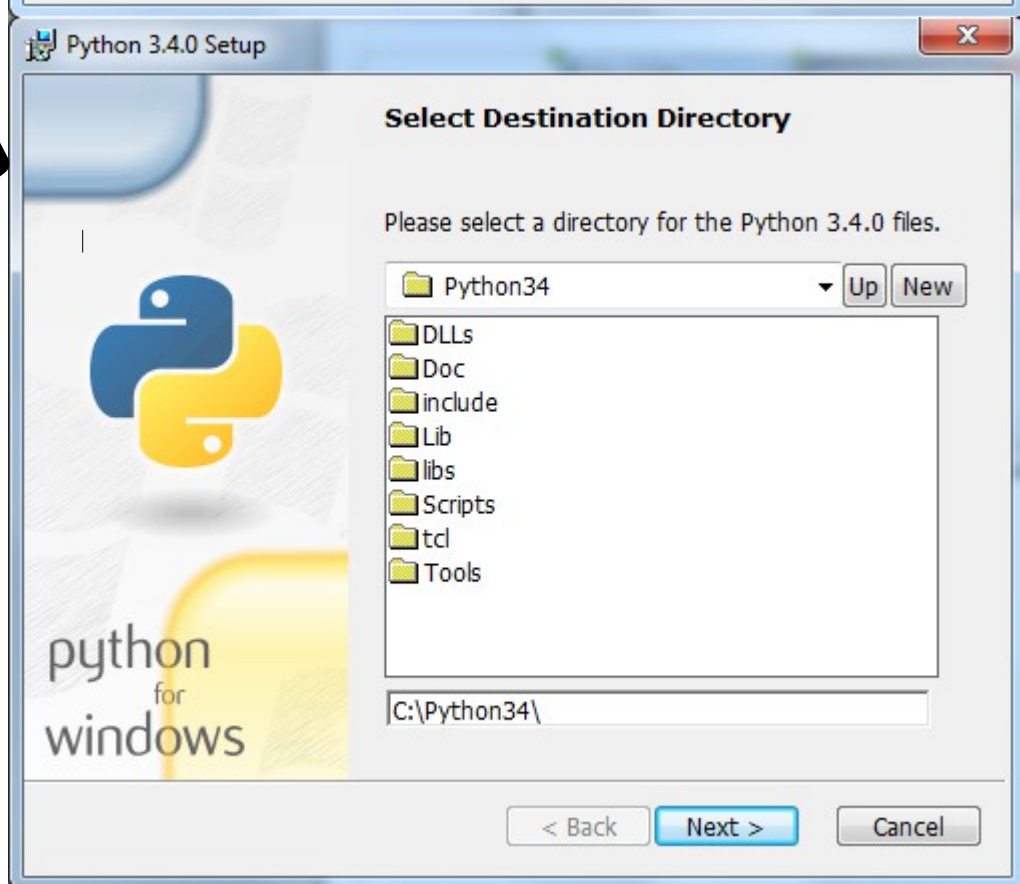 Python 3.4.0 Setup
x
Select Destination Directory
Please select a directory for the Python 3.4.0 files.
Python34
Up
New
DLLs
Doc
include
Lib
libs
Scripts
tcl
Tools
C:\Python34\
python
for
windows
< Back
Next >
Cancel